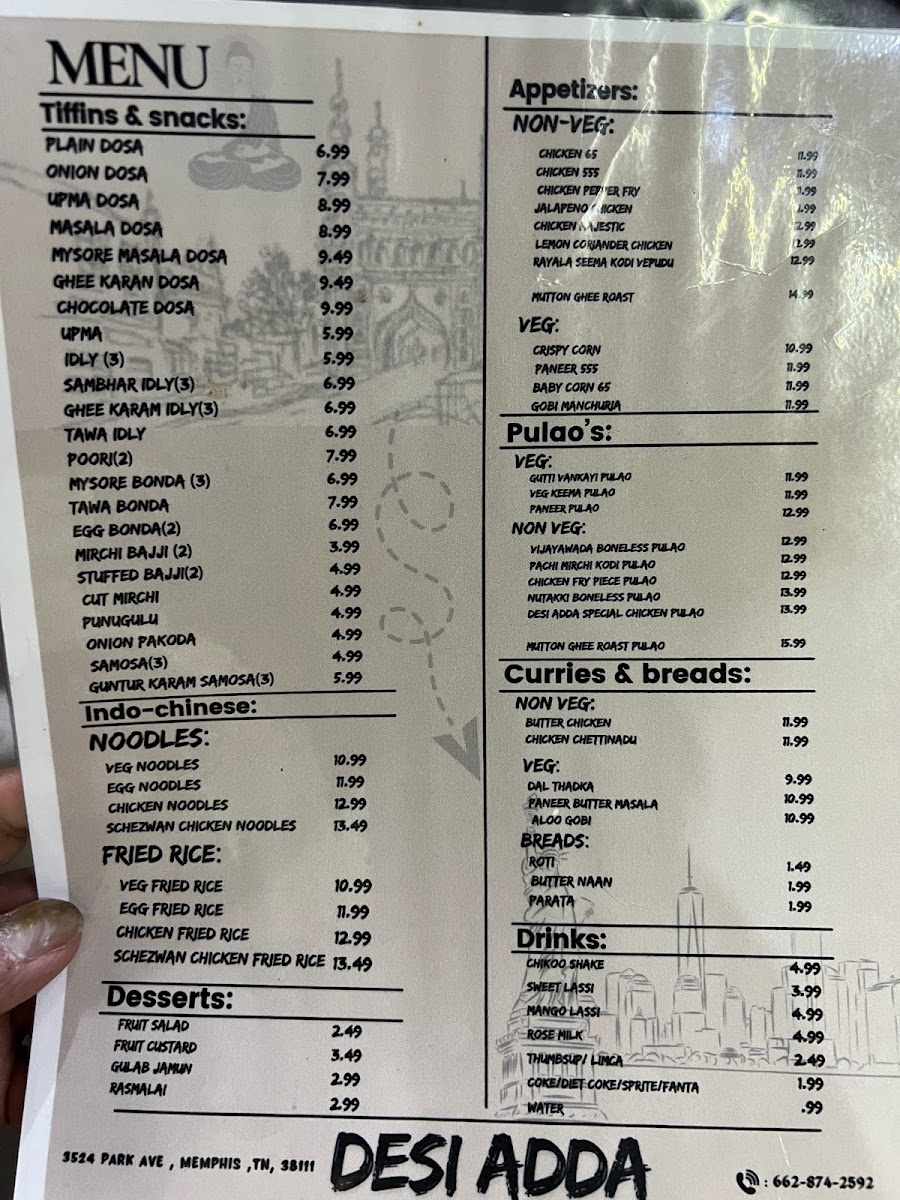 MENU
Tiffins & snacks:
PLAIN DOSA 6.99
ONION DOSA 7.99
UPMA DOSA 8.99
MASALA DOSA 8.99
MYSORE MASALA DOSA 9.49
GHEE KARAN DOSA 9.49
CHOCOLATE DOSA 9.99
UPMA 5.99
IDLY (3) 5.99
SAMBHAR IDLY(3) 6.99
GHEE KARAM IDLY(3) 6.99
TAWA IDLY 6.99
POORI(2) 7.99
MYSORE BONDA (3) 6.99
TAWA BONDA 7.99
EGG BONDA(2) 6.99
MIRCHI BAJJI (2) 3.99
STUFFED BAJJI(2) 4.99
CUT MIRCHI 4.99
PUNUGULU 4.99
ONION PAKODA 4.99
SAMOSA(3) 4.99
GUNTUR KARAM SAMOSA(3) 5.99
Indo-chinese:
NOODLES:
VEG NOODLES 10.99
EGG NOODLES 11.99
CHICKEN NOODLES 12.99
SCHEZWAN CHICKEN NOODLES 13.49
FRIED RICE:
VEG FRIED RICE 10.99
EGG FRIED RICE 11.99
CHICKEN FRIED RICE 12.99
SCHEZWAN CHICKEN FRIED RICE 13.49
Desserts:
FRUIT SALAD 2.49
FRUIT CUSTARD 3.49
GULAB JAMUN 2.99
RASMALAI 2.99
Appetizers:
NON-VEG:
CHICKEN 65 11.99
CHICKEN 555 11.99
CHICKEN PEPPER FRY
JALAPENO CHICKEN
CHICKEN MAJESTIC 12.99
LEMON CORIANDER CHICKEN 12.99
RAYALA SEEMA KODI VEPUDU 12.99
MUTTON GHEE ROAST 14.99
VEG:
CRISPY CORN 10.99
PANEER 555 11.99
BABY CORN 65 11.99
GOBI MANCHURIA 11.99
Pulao's:
VEG:
GUTTI VANKAYI PULAO 11.99
VEG KEEMA PULAO 11.99
PANEER PULAO 12.99
NON VEG:
VIJAYAWADA BONELESS PULAO 12.99
PACHI MIRCHI KODI PULAO 12.99
CHICKEN FRY PIECE PULAO 12.99
NUTAKKI BONELESS PULAO 13.99
DESI ADDA SPECIAL CHICKEN PULAO 13.99
MUTTON GHEE ROAST PULAO 15.99
Curries & breads:
NON VEG:
BUTTER CHICKEN 11.99
CHICKEN CHETTINADU 11.99
VEG:
DAL THADKA 9.99
PANEER BUTTER MASALA 10.99
ALOO GOBI 10.99
BREADS:
ROTI 1.49
BUTTER NAAN 1.99
PARATA 1.99
Drinks:
CHIKOO SHAKE 4.99
SWEET LASSI 3.99
MANGO LASSI 4.99
ROSE MILK 4.99
THUMBSUP/ LIMCA 2.49
COKE/DIET COKE/SPRITE/FANTA 1.99
WATER .99
3524 PARK AVE , MEMPHIS ,TN, 38111
DESI ADDA
: 662-874-2592